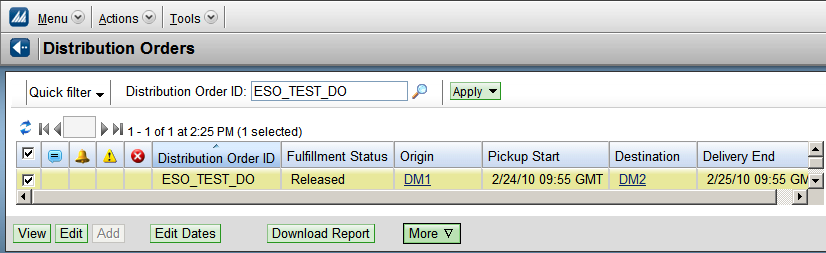 Menu Actions Tools
Distribution Orders
Quick filter Distribution Order ID: ESO_TEST_DO Apply
1 - 1 of 1 at 2:25 PM (1 selected)
Distribution Order ID Fulfillment Status Origin Pickup Start Destination Delivery End
ESO_TEST_DO Released DM1 2/24/10 09:55 GMT DM2 2/25/10 09:55 GM
View Edit Add Edit Dates Download Report More